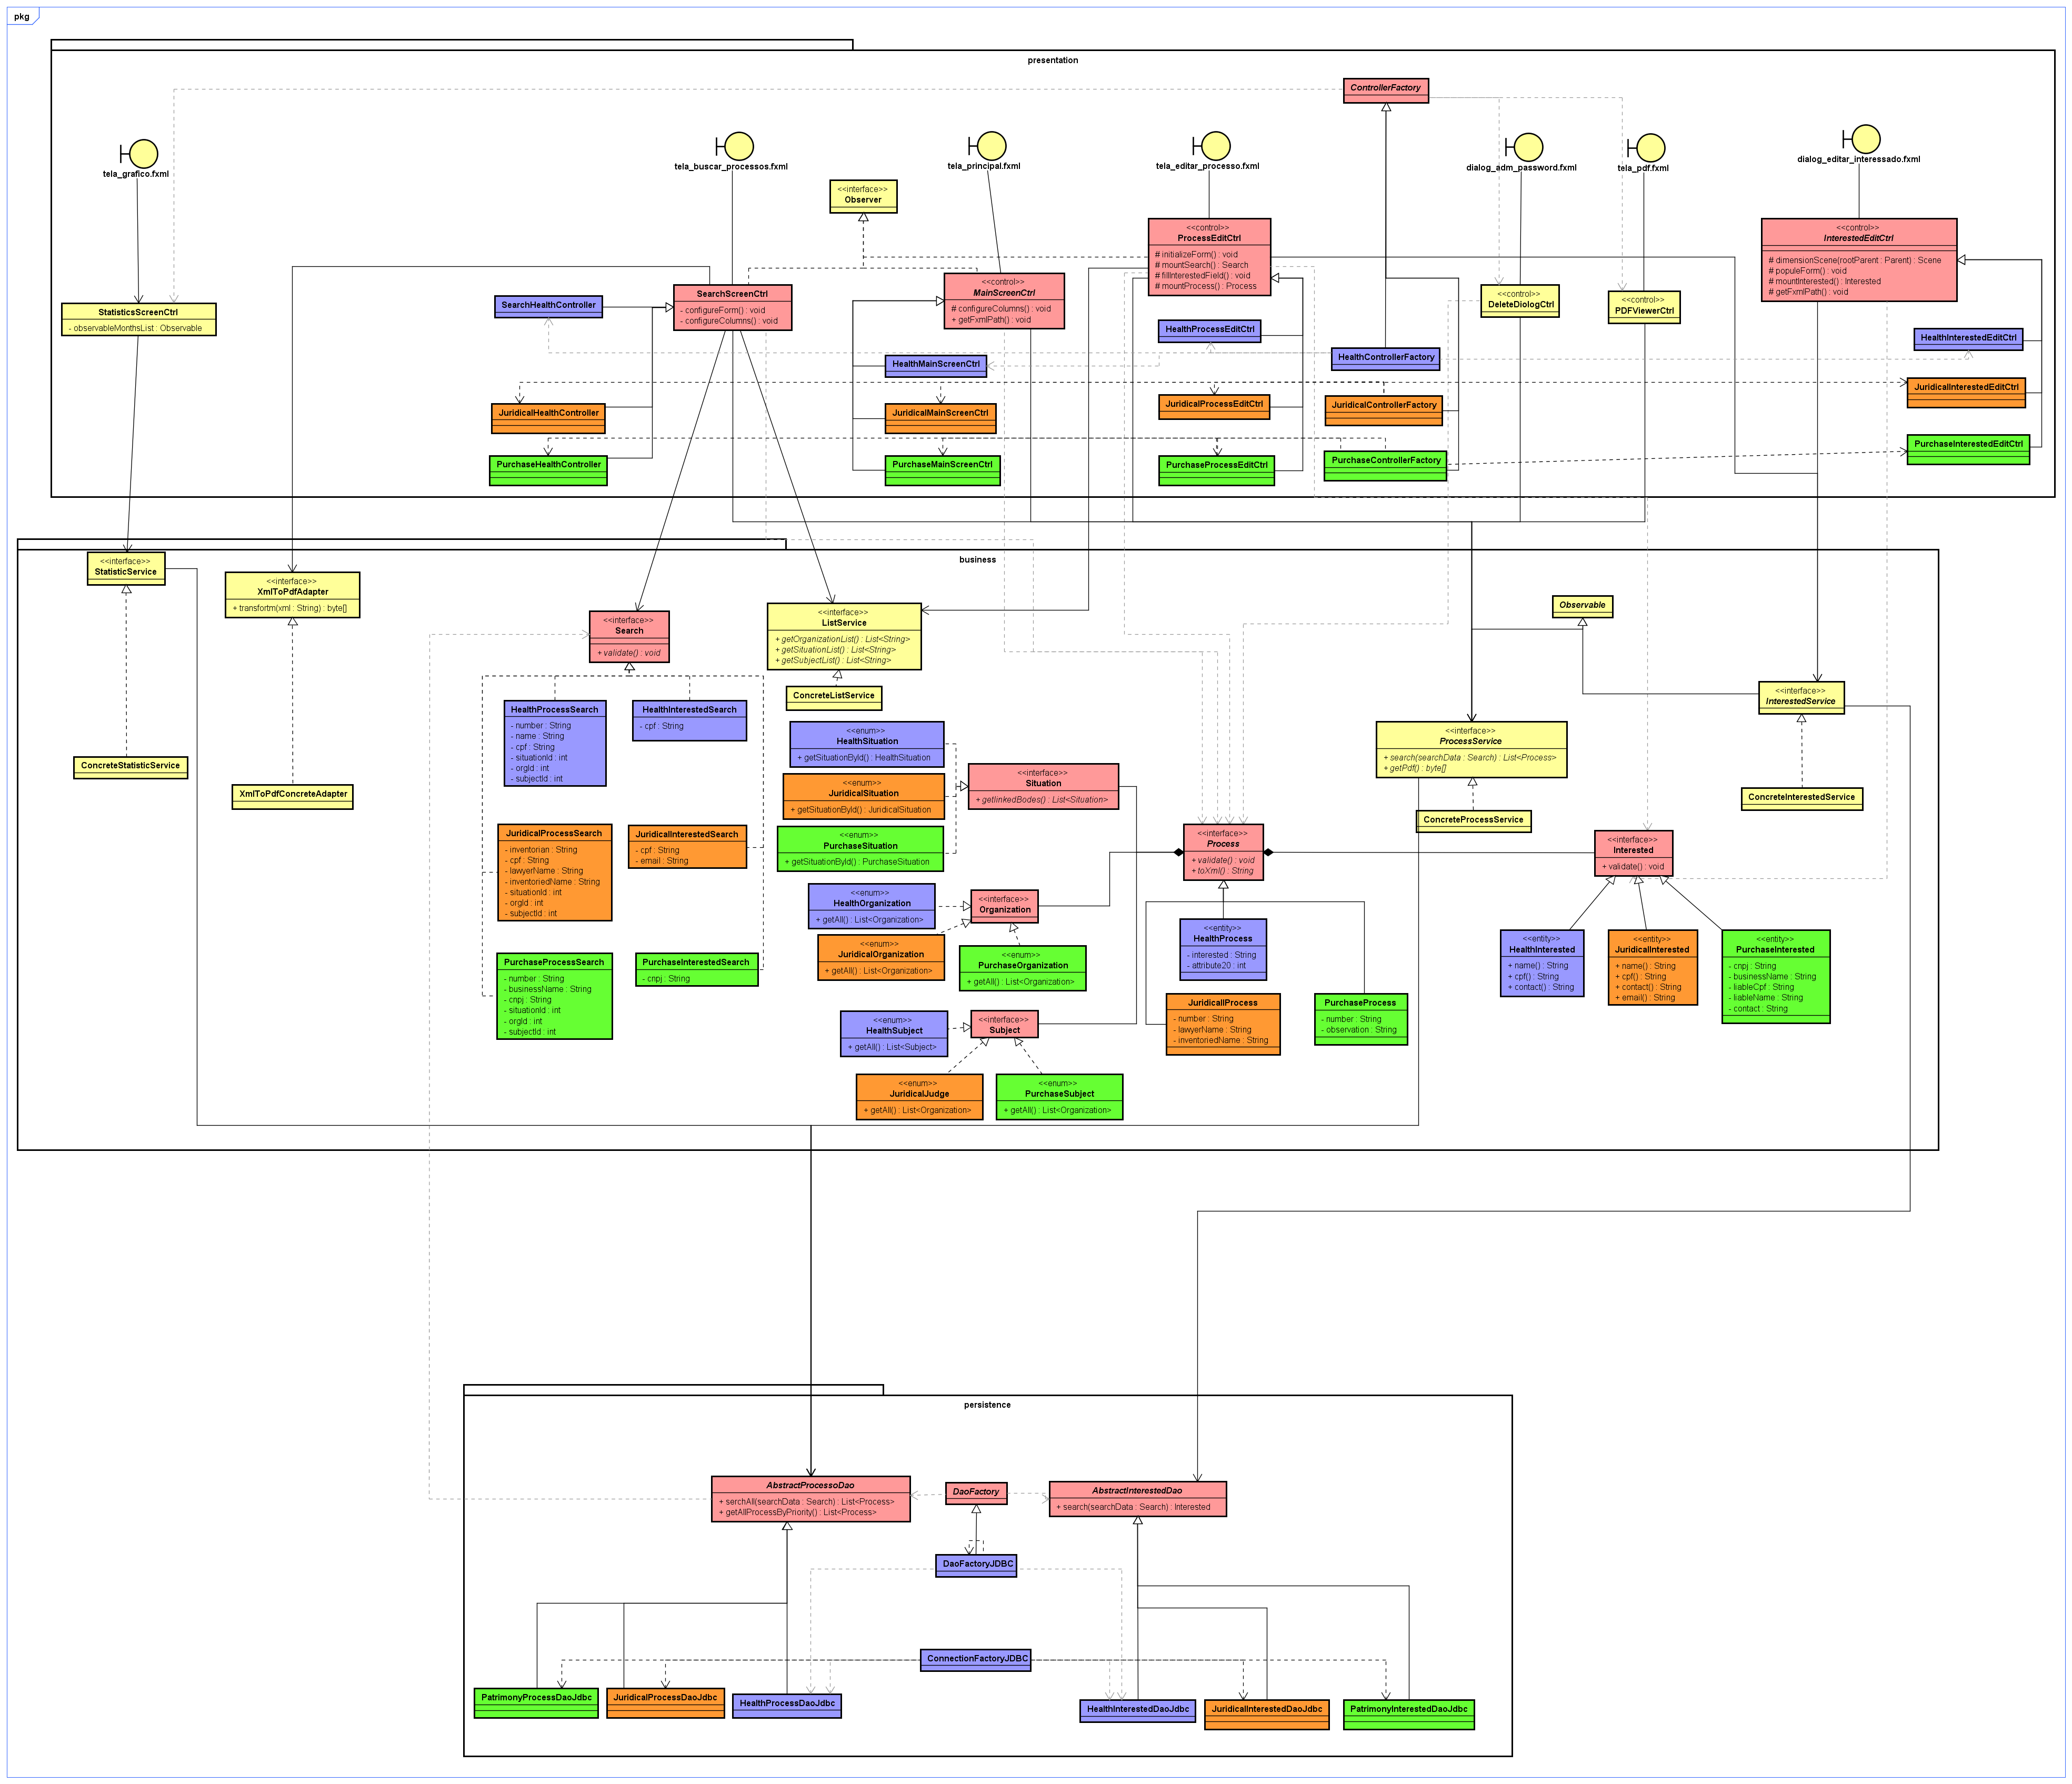 pkg
presentation
ControllerFactory
tela_grafico.fxml
tela_buscar_processos.fxml
tela_principal.fxml
tela_editar_processo.fxml
dialog_adm_password.fxml
tela_pdf.fxml
dialog_editar_interessado.fxml
<<interface>>
Observer
<<control>>
ProcessEditCtrl
# initializeForm() : void
# mountSearch() : Search
# fillInterestedField() : void
# mountProcess() : Process
<<control>>
InterestedEditCtrl
# dimensionScene(rootParent : Parent) : Scene
# populeForm() : void
# mountInterested() : Interested
# getFxmlPath() : void
StatisticsScreenCtrl
- observableMonthsList : Observable
SearchHealthController
SearchScreenCtrl
- configureForm() : void
- configureColumns() : void
<<control>>
MainScreenCtrl
# configureColumns() : void
+ getFxmlPath() : void
<<control>>
DeleteDiologCtrl
<<control>>
PDFViewerCtrl
HealthProcessEditCtrl
HealthInterestedEditCtrl
HealthMainScreenCtrl
HealthControllerFactory
JuridicalHealthController
JuridicalMainScreenCtrl
JuridicalProcessEditCtrl
JuridicalControllerFactory
JuridicalInterestedEditCtrl
PurchaseHealthController
PurchaseMainScreenCtrl
PurchaseProcessEditCtrl
PurchaseControllerFactory
PurchaseInterestedEditCtrl
business
<<interface>>
StatisticService
<<interface>>
XmlToPdfAdapter
+ transfortm(xml : String) : byte[]
<<interface>>
Search
+ validate() : void
<<interface>>
ListService
+ getOrganizationList() : List<String>
+ getSituationList() : List<String>
+ getSubjectList() : List<String>
Observable
ConcreteListService
<<interface>>
InterestedService
HealthProcessSearch
- number : String
- name : String
- cpf : String
- situationId : int
- orgId : int
- subjectId : int
HealthInterestedSearch
- cpf : String
<<enum>>
HealthSituation
+ getSituationById() : HealthSituation
<<interface>>
ProcessService
+ search(searchData : Search) : List<Process>
+ getPdf() : byte[]
ConcreteStatisticService
XmlToPdfConcreteAdapter
<<enum>>
JuridicalSituation
+ getSituationById() : JuridicalSituation
<<interface>>
Situation
+ getlinkedBodes() : List<Situation>
ConcreteInterestedService
ConcreteProcessService
JuridicalProcessSearch
- inventorian : String
- cpf : String
- lawyerName : String
- inventoriedName : String
- situationId : int
- orgId : int
- subjectId : int
JuridicalInterestedSearch
- cpf : String
- email : String
<<enum>>
PurchaseSituation
+ getSituationById() : PurchaseSituation
<<interface>>
Process
+ validate() : void
+ toXml() : String
<<interface>>
Interested
+ validate() : void
<<enum>>
HealthOrganization
+ getAll() : List<Organization>
<<interface>>
Organization
<<enum>>
JuridicalOrganization
+ getAll() : List<Organization>
<<enum>>
PurchaseOrganization
+ getAll() : List<Organization>
<<entity>>
HealthProcess
- interested : String
- attribute20 : int
<<entity>>
HealthInterested
+ name() : String
+ cpf() : String
+ contact() : String
<<entity>>
JuridicalInterested
+ name() : String
+ cpf() : String
+ contact() : String
+ email() : String
<<entity>>
PurchaseInterested
- cnpj : String
- businessName : String
- liableCpf : String
- liableName : String
- contact : String
PurchaseProcessSearch
- number : String
- businessName : String
- cnpj : String
- situationId : int
- orgId : int
- subjectId : int
PurchaseInterestedSearch
- cnpj : String
<<enum>>
HealthSubject
+ getAll() : List<Subject>
<<interface>>
Subject
JuridicallProcess
- number : String
- lawyerName : String
- inventoriedName : String
PurchaseProcess
- number : String
- observation : String
<<enum>>
JuridicalJudge
+ getAll() : List<Organization>
<<enum>>
PurchaseSubject
+ getAll() : List<Organization>
persistence
AbstractProcessoDao
+ serchAll(searchData : Search) : List<Process>
+ getAllProcessByPriority() : List<Process>
DaoFactory
AbstractInterestedDao
+ search(searchData : Search) : Interested
DaoFactoryJDBC
ConnectionFactoryJDBC
PatrimonyProcessDaoJdbc
JuridicalProcessDaoJdbc
HealthProcessDaoJdbc
HealthInterestedDaoJdbc
JuridicalInterestedDaoJdbc
PatrimonyInterestedDaoJdbc